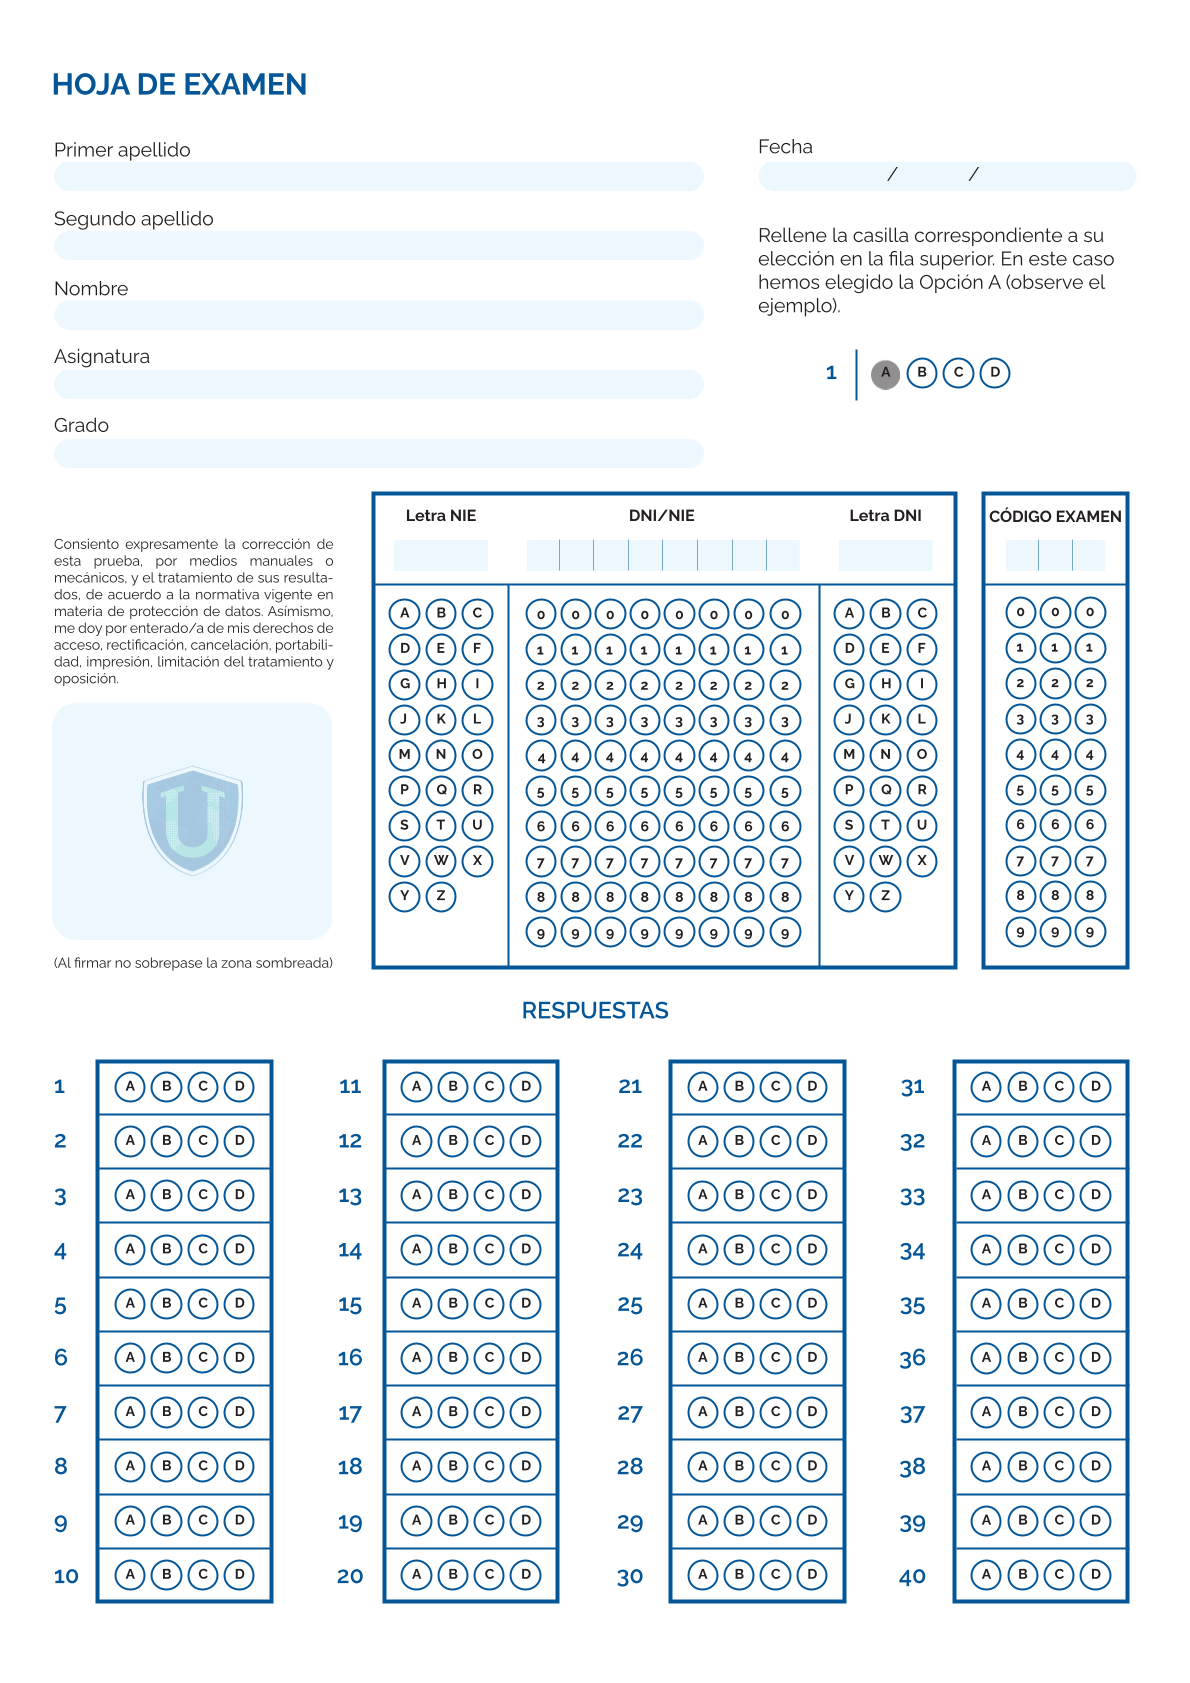 HOJA DE EXAMEN
Primer apellido
Segundo apellido
Nombre
Asignatura
Grado
Fecha
/ /
Rellene la casilla correspondiente a su
elección en la fila superior. En este caso
hemos elegido la Opción A (observe el
ejemplo).
1 A B C D
Consiento expresamente la corrección de
esta prueba, por medios manuales o
mecánicos, y el tratamiento de sus resulta-
dos, de acuerdo a la normativa vigente en
materia de protección de datos. Asimismo,
me doy por enterado/a de mis derechos de
acceso, rectificación, cancelación, portabili-
dad, impresión, limitación del tratamiento y
oposición.
U
(Al firmar no sobrepase la zona sombreada)
Letra NIE DNI/NIE Letra DNI CÓDIGO EXAMEN
A B C 0 0 0 0 0 0 0 0 A B C 0 0 0
D E F 1 1 1 1 1 1 1 1 D E F 1 1 1
G H I 2 2 2 2 2 2 2 2 G H I 2 2 2
J K L 3 3 3 3 3 3 3 3 J K L 3 3 3
M N O 4 4 4 4 4 4 4 4 M N O 4 4 4
P Q R 5 5 5 5 5 5 5 5 P Q R 5 5 5
S T U 6 6 6 6 6 6 6 6 S T U 6 6 6
V W X 7 7 7 7 7 7 7 7 V W X 7 7 7
Y Z 8 8 8 8 8 8 8 8 Y Z 8 8 8
9 9 9 9 9 9 9 9 9 9 9
RESPUESTAS
1 A B C D 11 A B C D 21 A B C D 31 A B C D
2 A B C D 12 A B C D 22 A B C D 32 A B C D
3 A B C D 13 A B C D 23 A B C D 33 A B C D
4 A B C D 14 A B C D 24 A B C D 34 A B C D
5 A B C D 15 A B C D 25 A B C D 35 A B C D
6 A B C D 16 A B C D 26 A B C D 36 A B C D
7 A B C D 17 A B C D 27 A B C D 37 A B C D
8 A B C D 18 A B C D 28 A B C D 38 A B C D
9 A B C D 19 A B C D 29 A B C D 39 A B C D
10 A B C D 20 A B C D 30 A B C D 40 A B C D